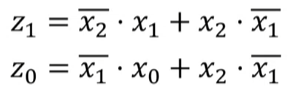 z₁ = x̅₂ · x₁ + x₂ · x̅₁
z₀ = x̅₁ · x₀ + x₂ · x̅₁